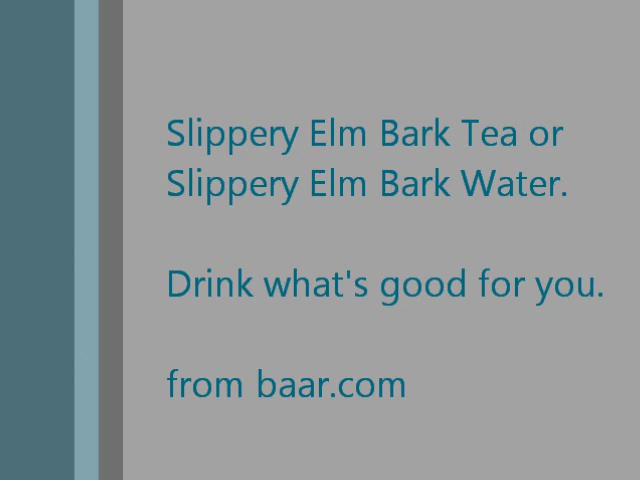 Slippery Elm Bark Tea or
Slippery Elm Bark Water.
Drink what's good for you.
from baar.com